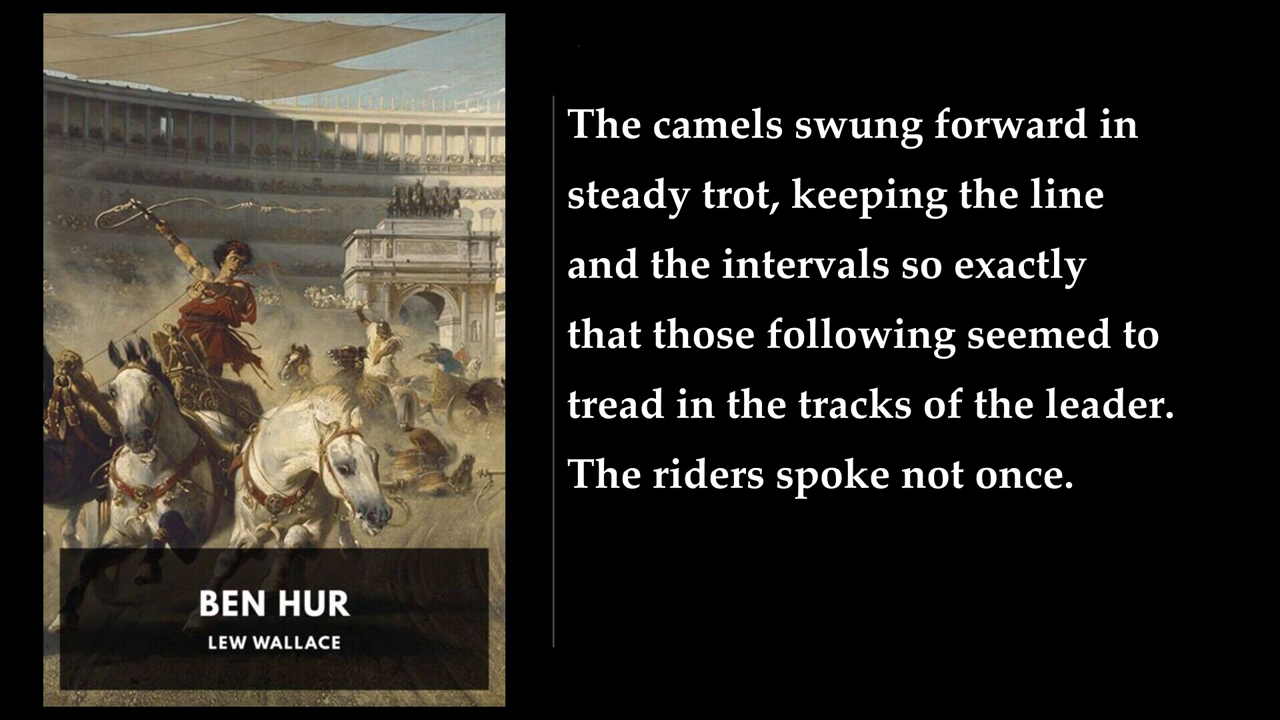 BEN HUR
LEW WALLACE
The camels swung forward in
steady trot, keeping the line
and the intervals so exactly
that those following seemed to
tread in the tracks of the leader.
The riders spoke not once.